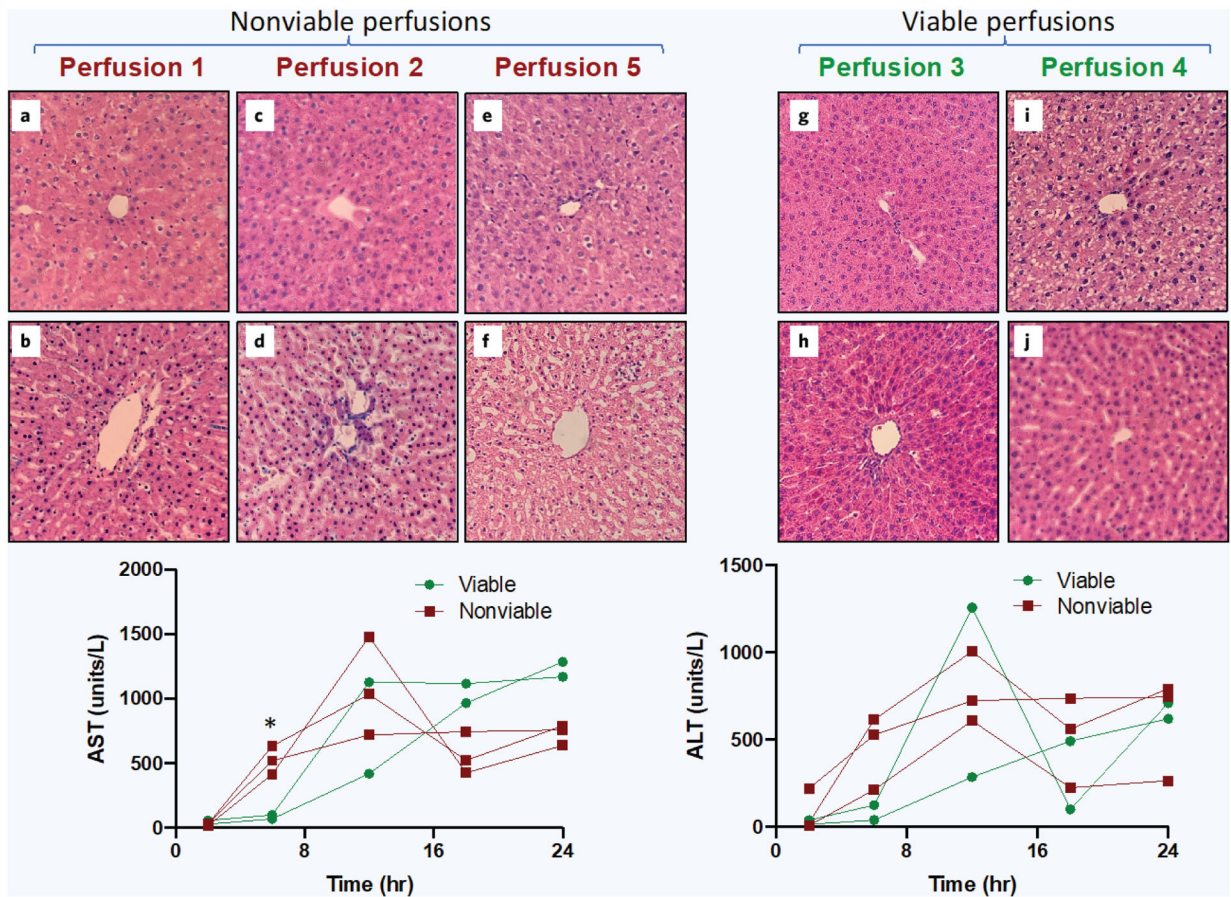 Nonviable perfusions
Viable perfusions
Perfusion 1
Perfusion 2
Perfusion 5
Perfusion 3
Perfusion 4
a
c
e
g
i
b
d
f
h
j
2000
1500
1000
500
0
AST (units/L)
Viable
Nonviable
*
0
8
16
24
Time (hr)
1500
1000
500
0
ALT (units/L)
Viable
Nonviable
0
8
16
24
Time (hr)